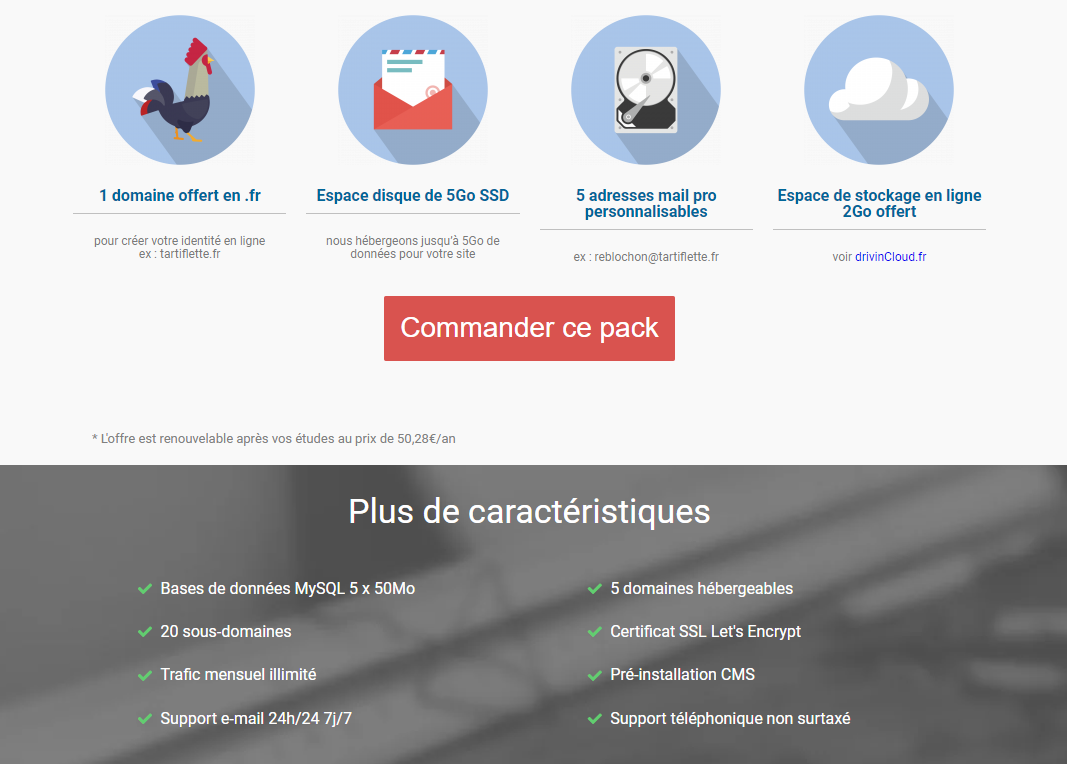 1 domaine offert en .fr
pour créer votre identité en ligne
ex : tartiflette.fr
Espace disque de 5Go SSD
nous hébergeons jusqu'à 5Go de
données pour votre site
5 adresses mail pro
personnalisables
ex : reblochon@tartiflette.fr
Espace de stockage en ligne
2Go offert
voir drivinCloud.fr
Commander ce pack
* L'offre est renouvelable après vos études au prix de 50,28€/an
Plus de caractéristiques
Bases de données MySQL 5 x 50Mo
20 sous-domaines
Trafic mensuel illimité
Support e-mail 24h/24 7j/7
5 domaines hébergeables
Certificat SSL Let's Encrypt
Pré-installation CMS
Support téléphonique non surtaxé